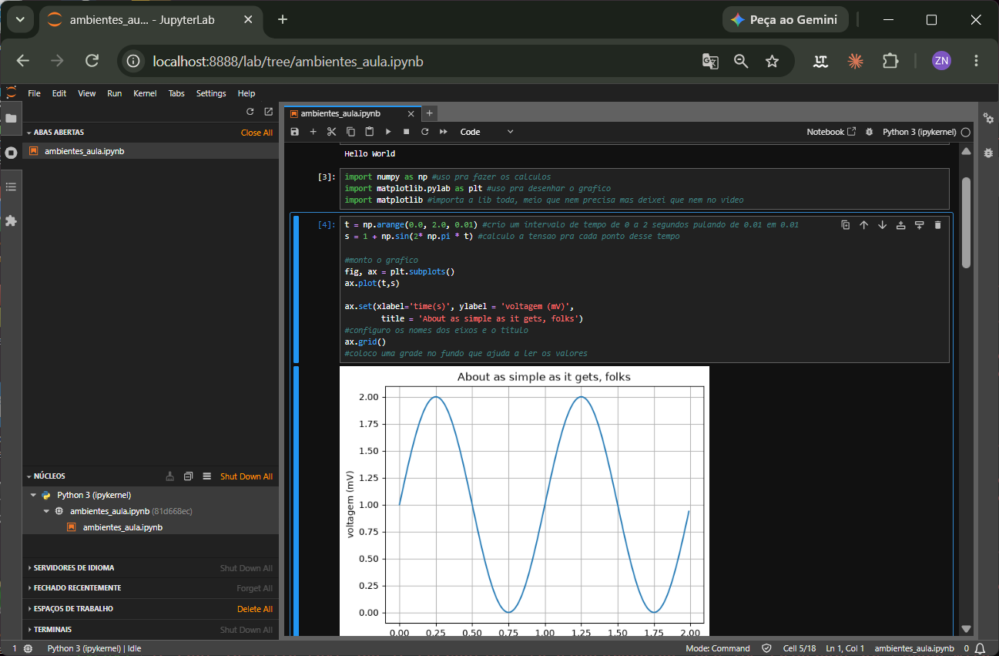 ambientes_au... - JupyterLab
Peça ao Gemini
localhost:8888/lab/tree/ambientes_aula.ipynb
ZN
File Edit View Run Kernel Tabs Settings Help
ABAS ABERTAS Close All
ambientes_aula.ipynb
NÚCLEOS Shut Down All
Python 3 (ipykernel)
ambientes_aula.ipynb (81d668ec)
ambientes_aula.ipynb
SERVIDORES DE IDIOMA Shut Down All
FECHADO RECENTEMENTE Forget All
ESPAÇOS DE TRABALHO Delete All
TERMINAIS Shut Down All
ambientes_aula.ipynb
Code
Notebook Python 3 (ipykernel)
Hello World
[3]: import numpy as np #uso pra fazer os calculos
import matplotlib.pylab as plt #uso pra desenhar o grafico
import matplotlib #importa a lib toda, meio que nem precisa mas deixei que nem no video
[4]: t = np.arange(0.0, 2.0, 0.01) #crio um intervalo de tempo de 0 a 2 segundos pulando de 0.01 em 0.01
s = 1 + np.sin(2* np.pi * t) #calculo a tensao pra cada ponto desse tempo
#monto o grafico
fig, ax = plt.subplots()
ax.plot(t,s)
ax.set(xlabel='time(s)', ylabel = 'voltagem (mV)',
title = 'About as simple as it gets, folks')
#configuro os nomes dos eixos e o titulo
ax.grid()
#coloco uma grade no fundo que ajuda a ler os valores
About as simple as it gets, folks
voltagem (mV)
2.00
1.75
1.50
1.25
1.00
0.75
0.50
0.25
0.00
0.00 0.25 0.50 0.75 1.00 1.25 1.50 1.75 2.00
1 Python 3 (ipykernel) | Idle
Mode: Command Cell 5/18 Ln 1, Col 1 ambientes_aula.ipynb 0